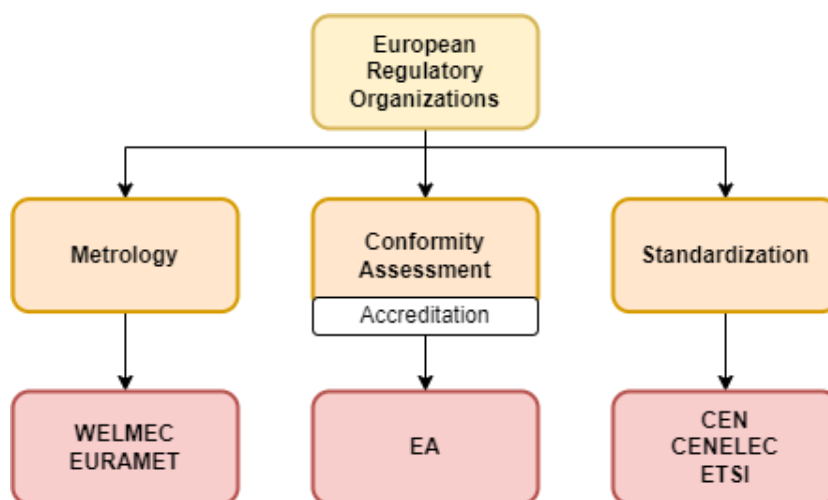 European
Regulatory
Organizations
Metrology
Conformity
Assessment
Standardization
Accreditation
WELMEC
EURAMET
EA
CEN
CENELEC
ETSI